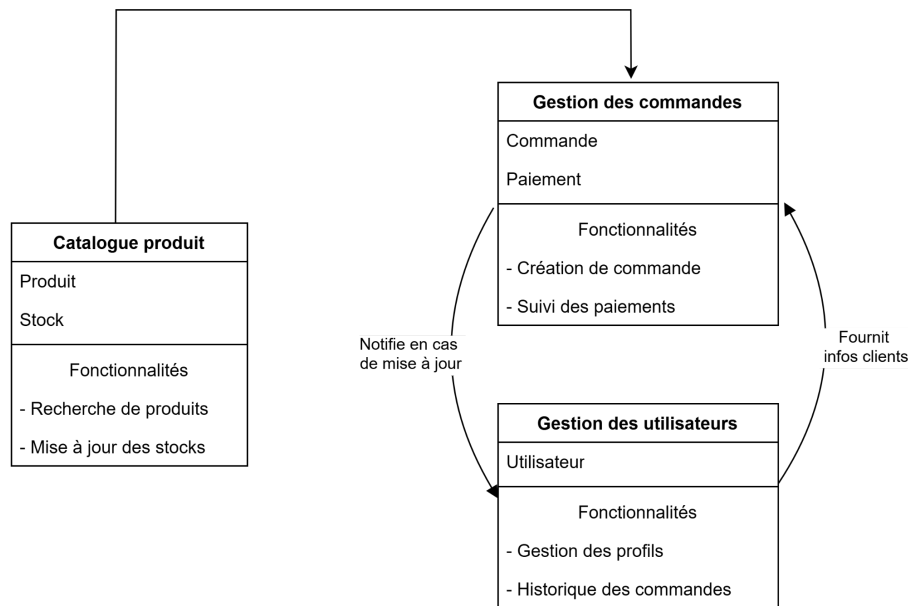 Gestion des commandes
Commande
Paiement
Fonctionnalités
- Création de commande
- Suivi des paiements
Catalogue produit
Produit
Stock
Fonctionnalités
- Recherche de produits
- Mise à jour des stocks
Notifie en cas
de mise à jour
Fournit
infos clients
Gestion des utilisateurs
Utilisateur
Fonctionnalités
- Gestion des profils
- Historique des commandes